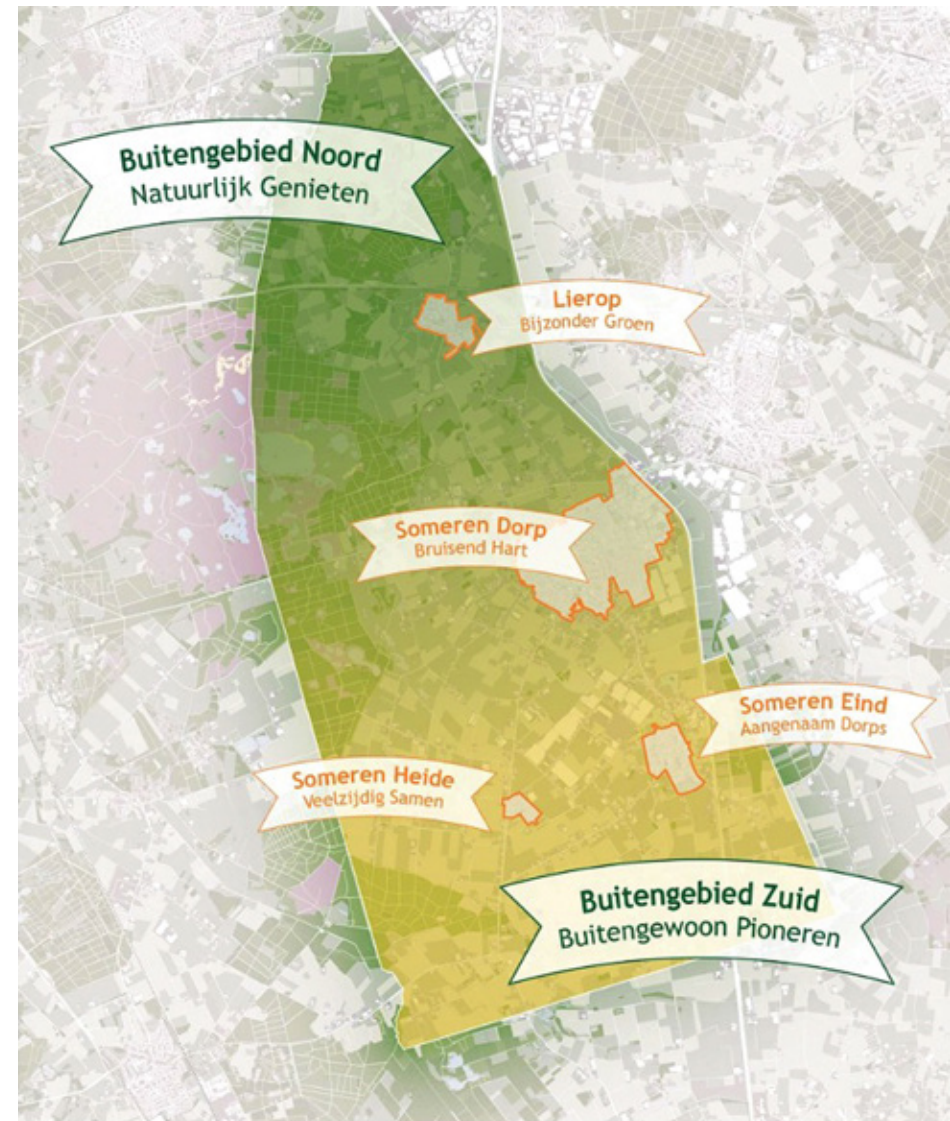 Buitengebied Noord
Natuurlijk Genieten
Lierop
Bijzonder Groen
Someren Dorp
Bruisend Hart
Someren Eind
Aangenaam Dorps
Someren Heide
Veelzijdig Samen
Buitengebied Zuid
Buitengewoon Pioneren